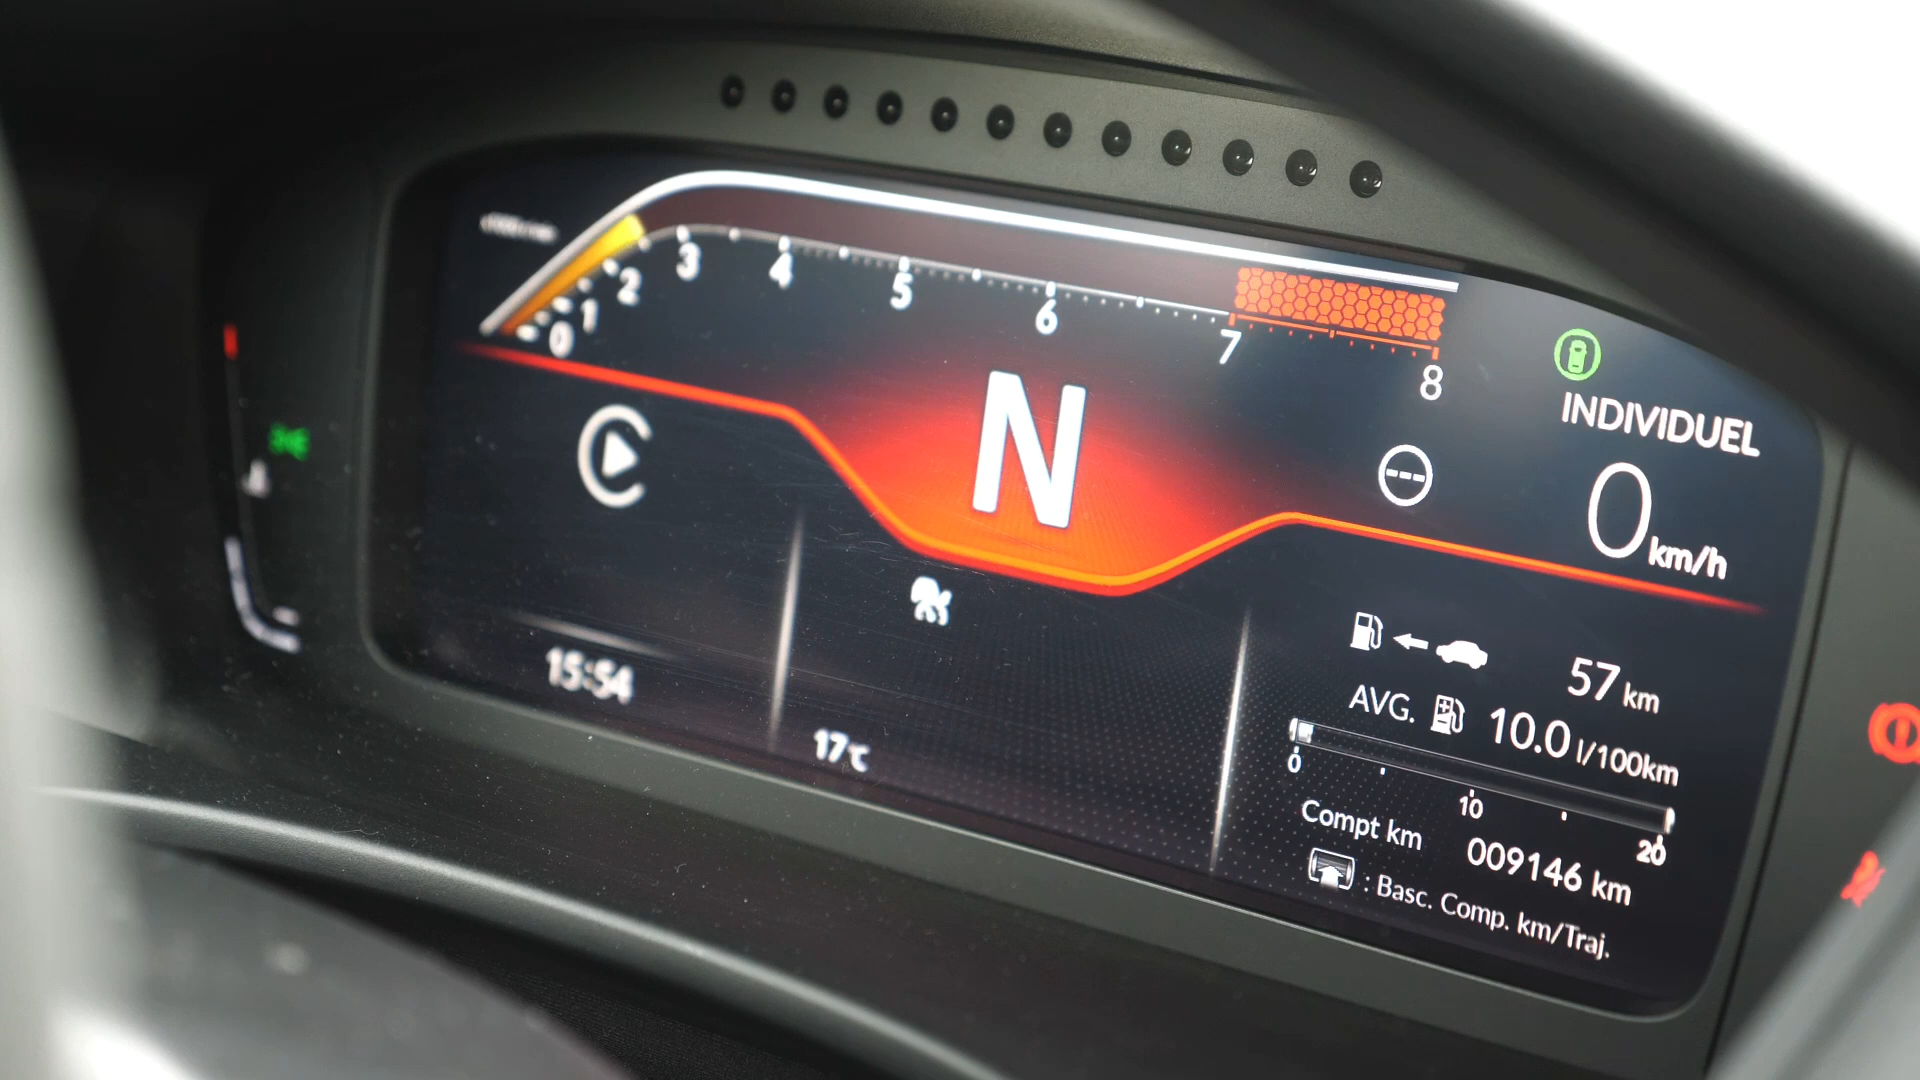 0 1 2 3 4 5 6 7 8
N
INDIVIDUEL
0 km/h
15:54
17℃
57 km
AVG. 10.0 l/100km
0 10 20
Compt km
009146 km
: Basc. Comp. km/Traj.